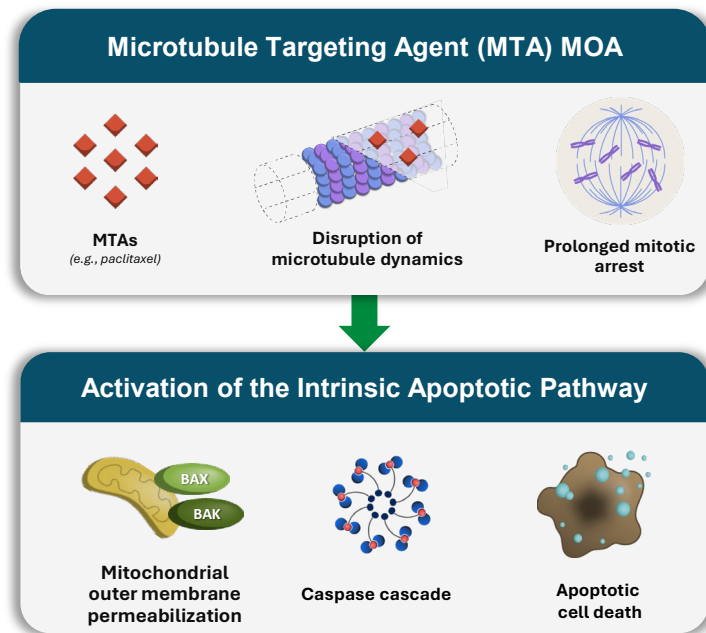 Microtubule Targeting Agent (MTA) MOA
MTAs
(e.g., paclitaxel)
Disruption of
microtubule dynamics
Prolonged mitotic
arrest
Activation of the Intrinsic Apoptotic Pathway
BAX
BAK
Mitochondrial
outer membrane
permeabilization
Caspase cascade
Apoptotic
cell death